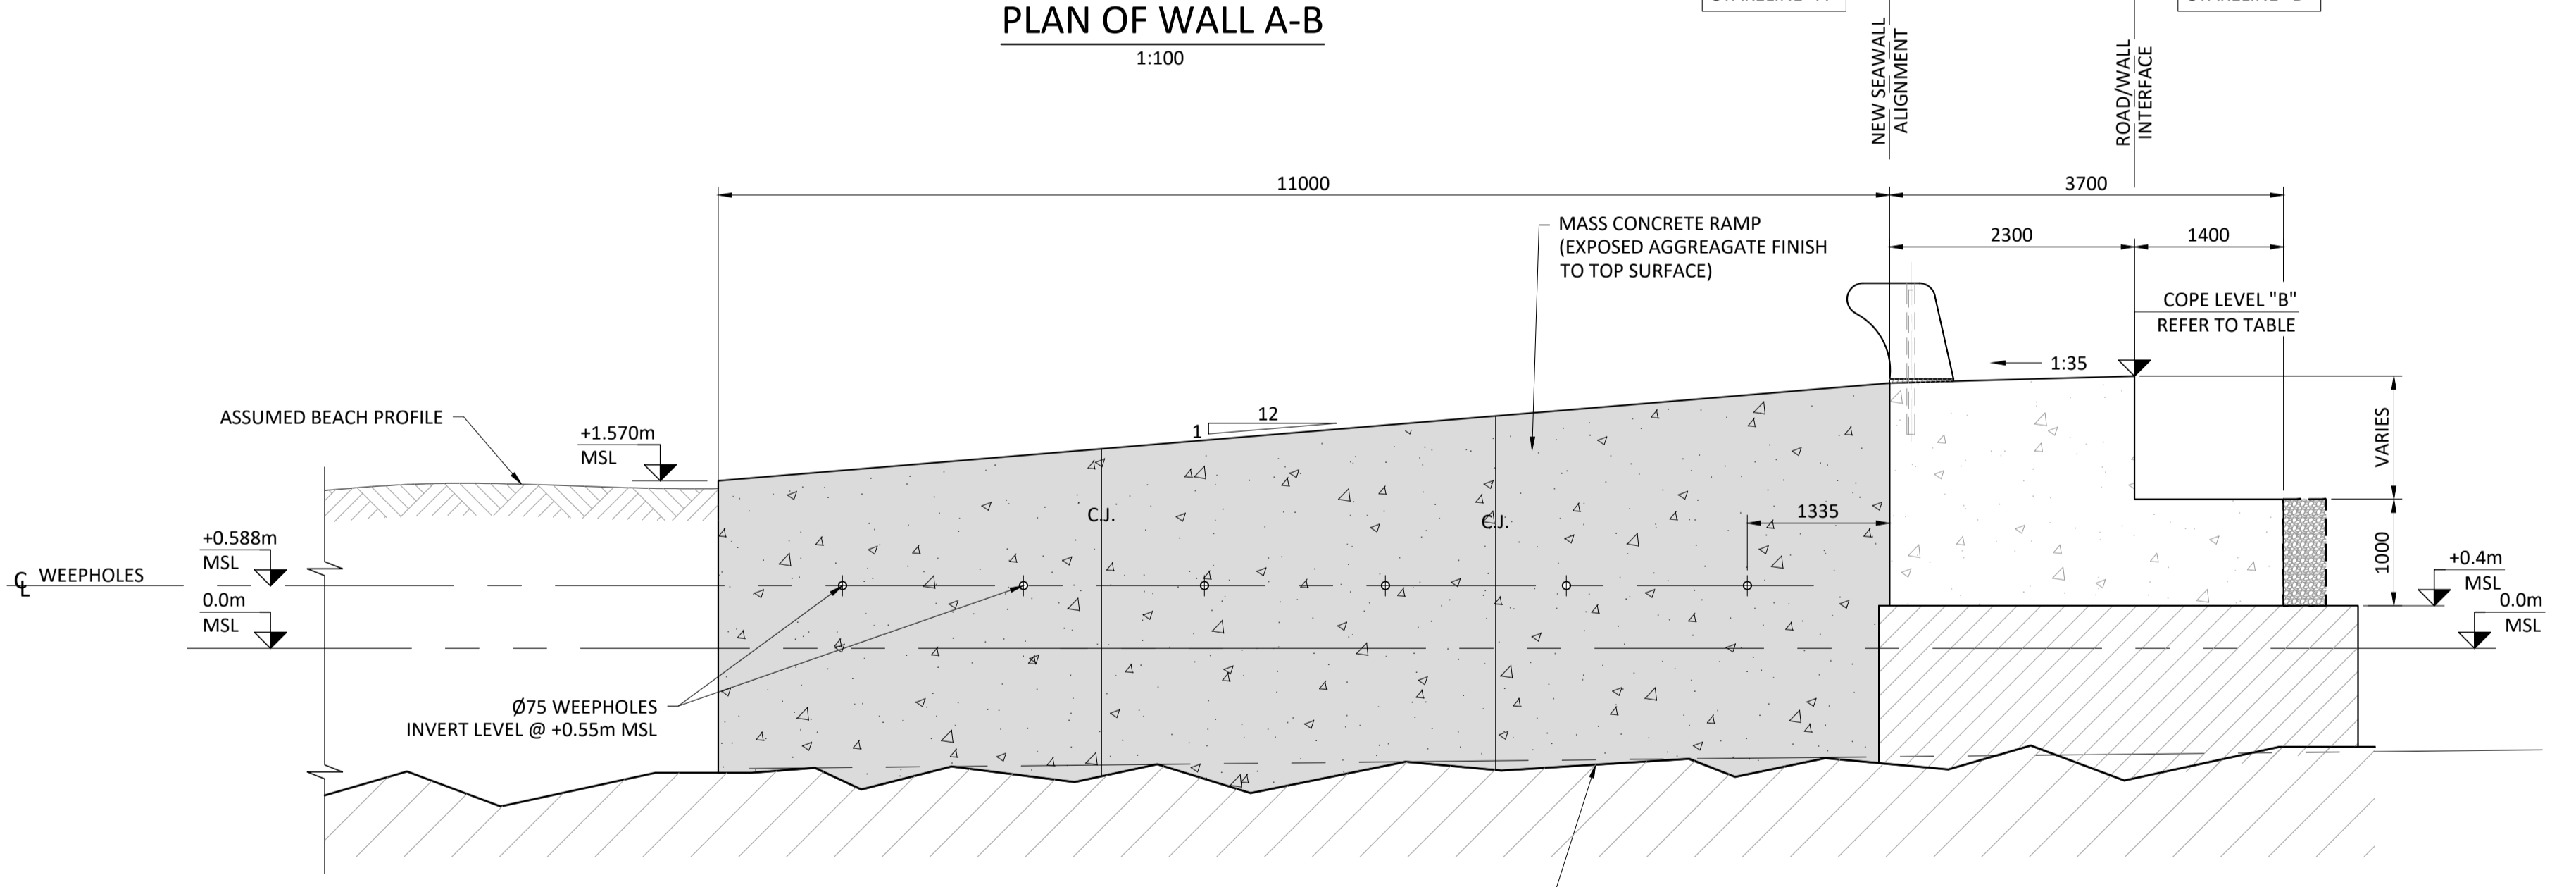 PLAN OF WALL A-B
1:100
NEW SEAWALL
ALIGNMENT
ROAD/WALL
INTERFACE
11000
3700
MASS CONCRETE RAMP
(EXPOSED AGGREAGATE FINISH
TO TOP SURFACE)
2300
1400
COPE LEVEL "B"
REFER TO TABLE
1:35
ASSUMED BEACH PROFILE
+1.570m
MSL
12
1
VARIES
C.J.
C.J.
1335
1000
+0.588m
MSL
℄ WEEPHOLES
0.0m
MSL
+0.4m
MSL
0.0m
MSL
Ø75 WEEPHOLES
INVERT LEVEL @ +0.55m MSL